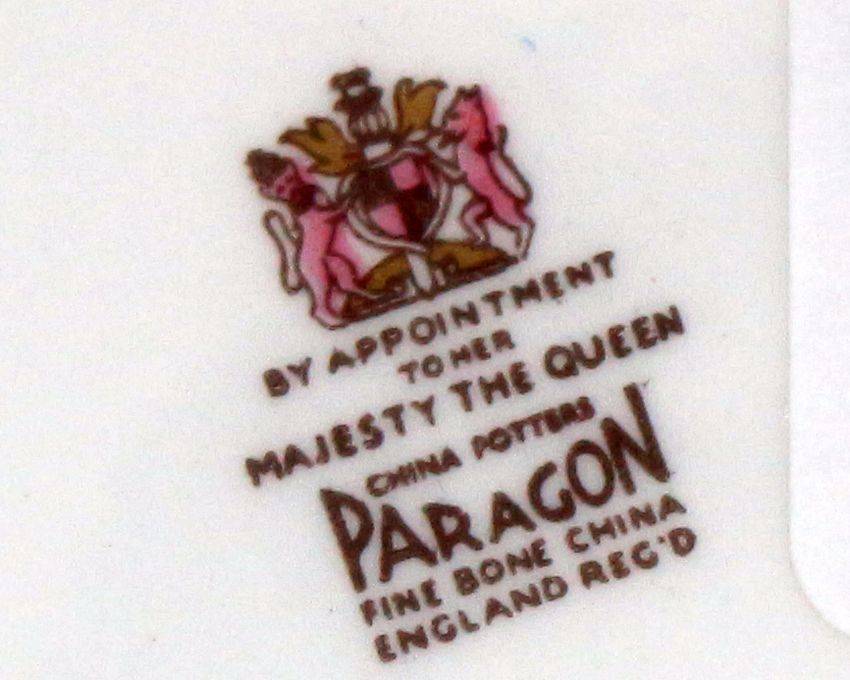 BY APPOINTMENT
TO HER
MAJESTY THE QUEEN
CHINA POTTERS
PARAGON
FINE BONE CHINA
ENGLAND REG'D